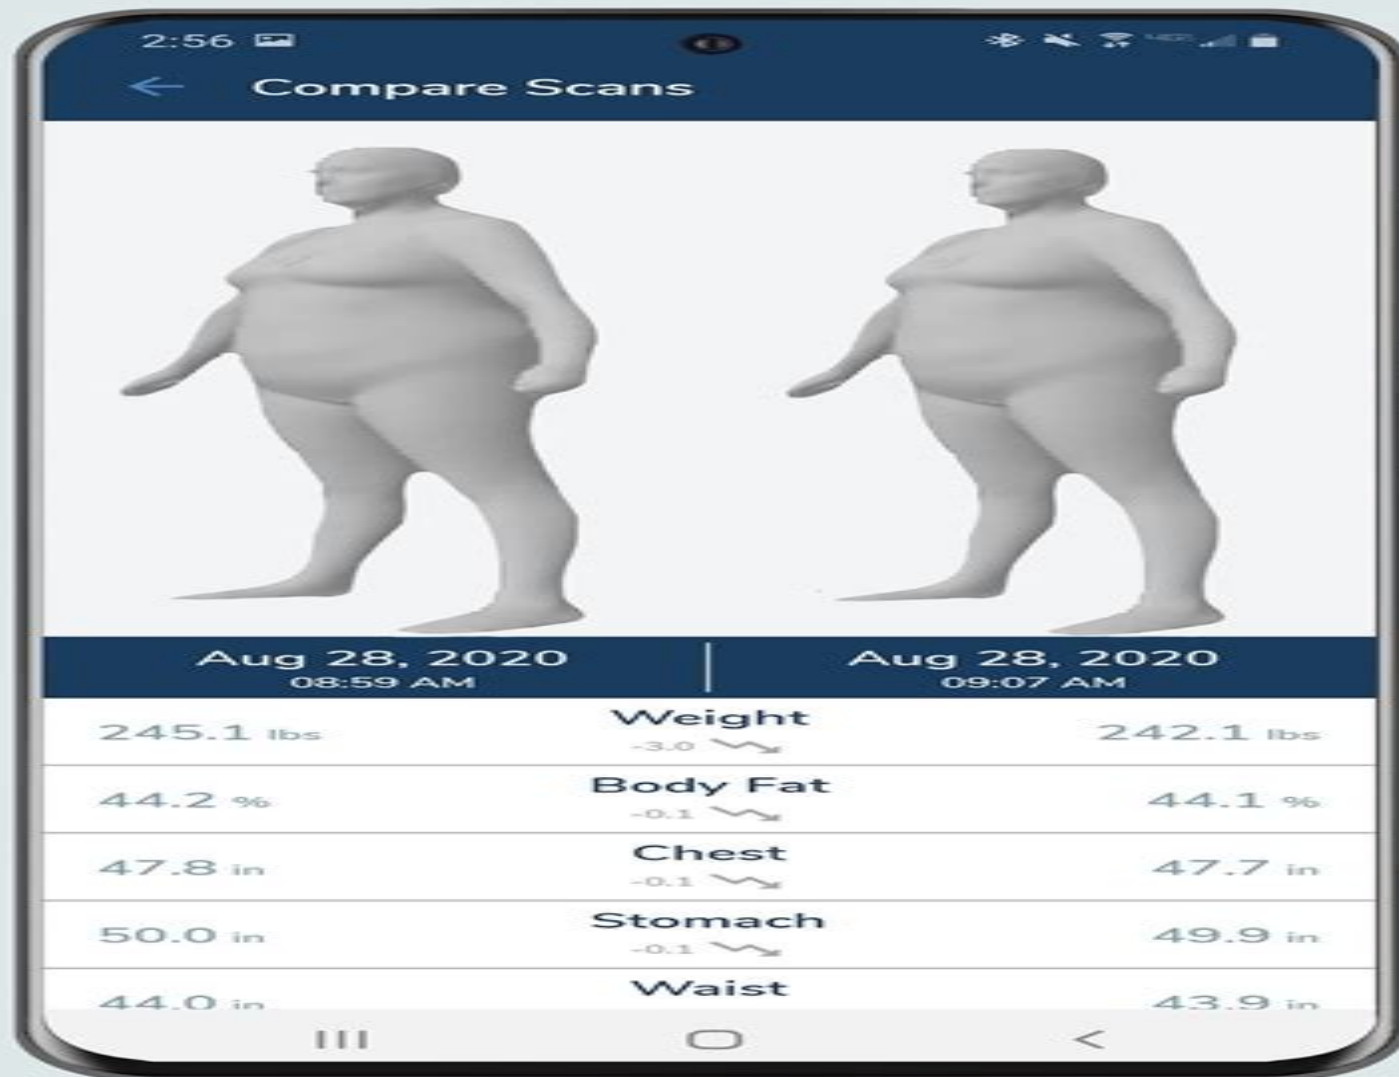 2:56
Compare Scans
Aug 28, 2020
08:59 AM
Aug 28, 2020
09:07 AM
Weight
245.1 lbs
-3.0
242.1 lbs
Body Fat
44.2 %
-0.1
44.1 %
Chest
47.8 in
-0.1
47.7 in
Stomach
50.0 in
-0.1
49.9 in
Waist
44.0 in
43.9 in